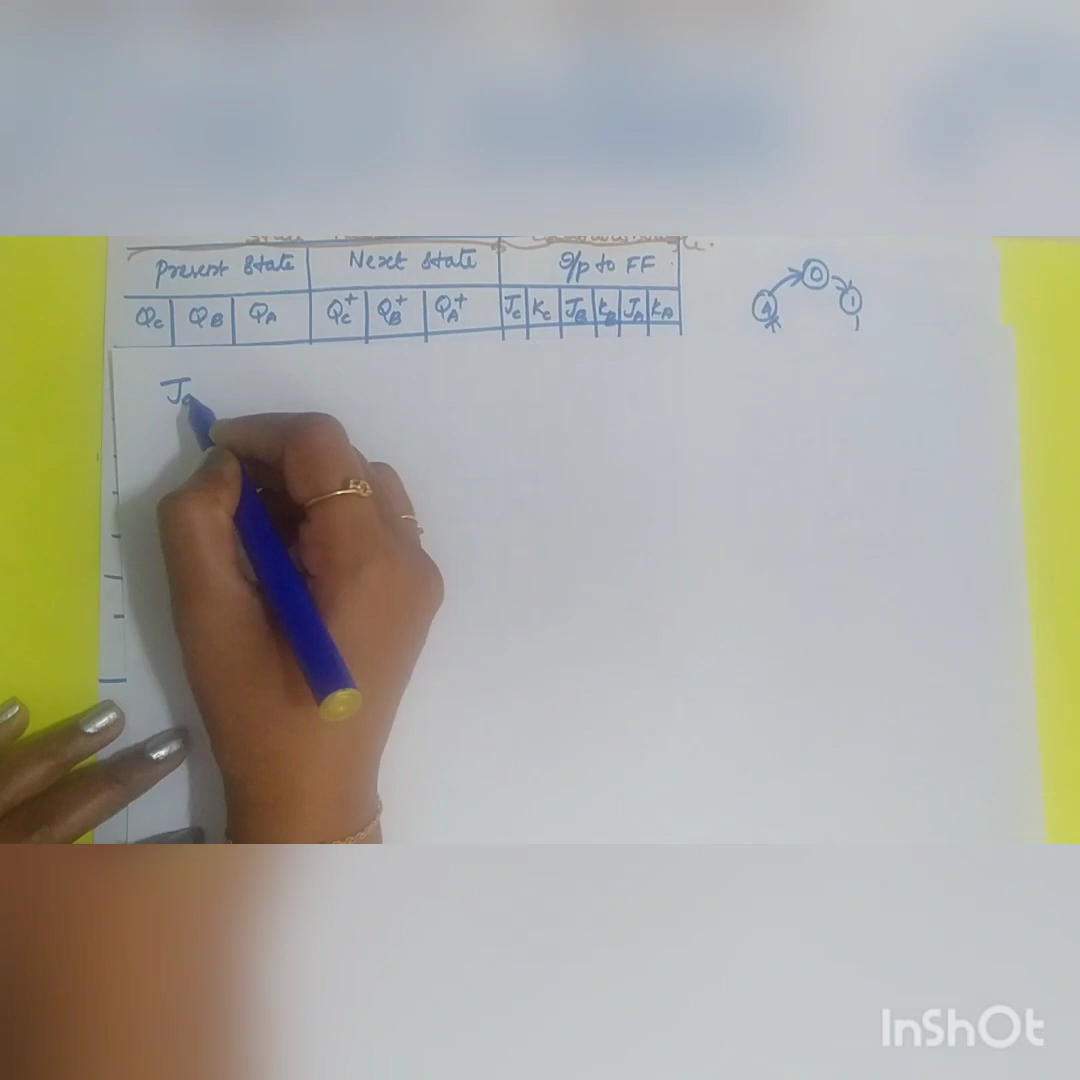 Present State Next State I/p to FF
QC QB QA QC+ QB+ QA+ JC KC JB KB JA KA
0
4 1
JC
InShOt